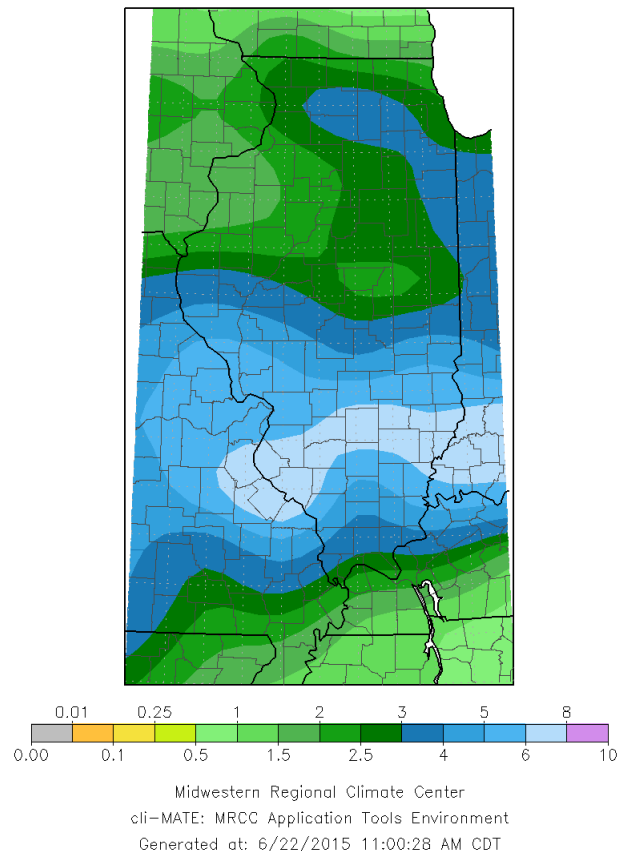 0.01 0.25 1 2 3 5 8
0.00 0.1 0.5 1.5 2.5 4 6 10
Midwestern Regional Climate Center
cli-MATE: MRCC Application Tools Environment
Generated at: 6/22/2015 11:00:28 AM CDT